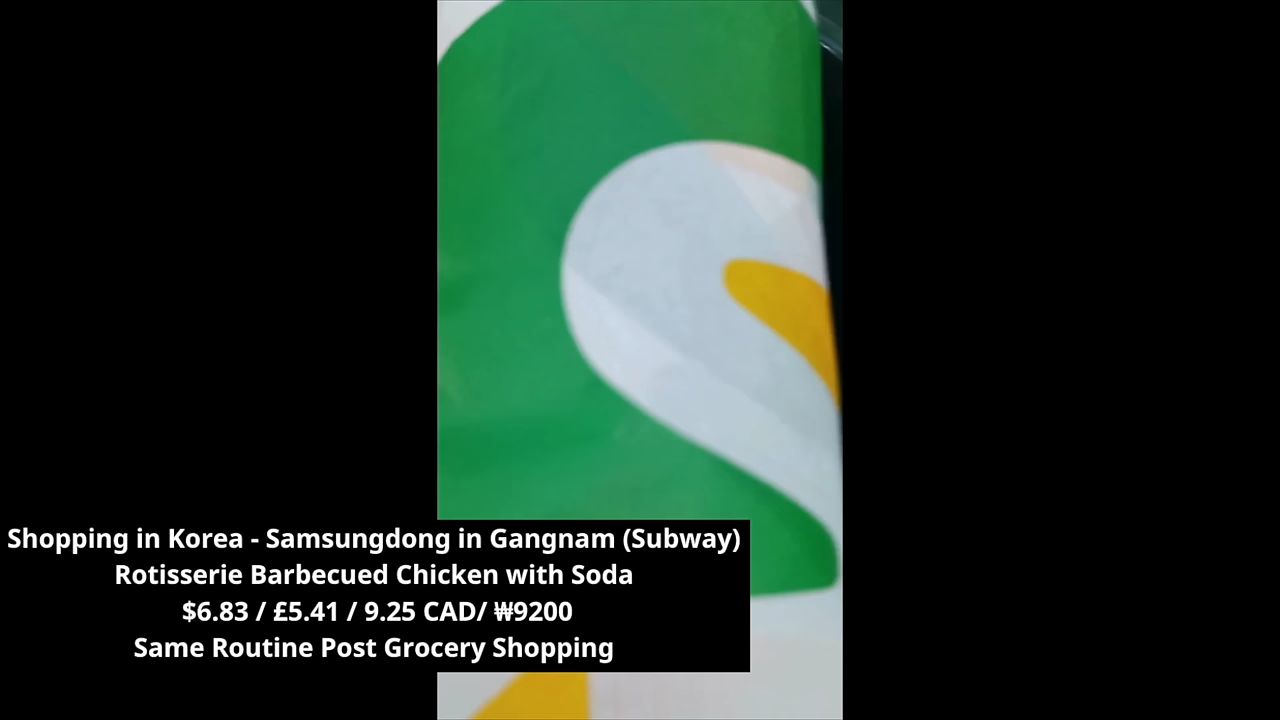 Shopping in Korea - Samsungdong in Gangnam (Subway)
Rotisserie Barbecued Chicken with Soda
$6.83 / £5.41 / 9.25 CAD/ ₩9200
Same Routine Post Grocery Shopping